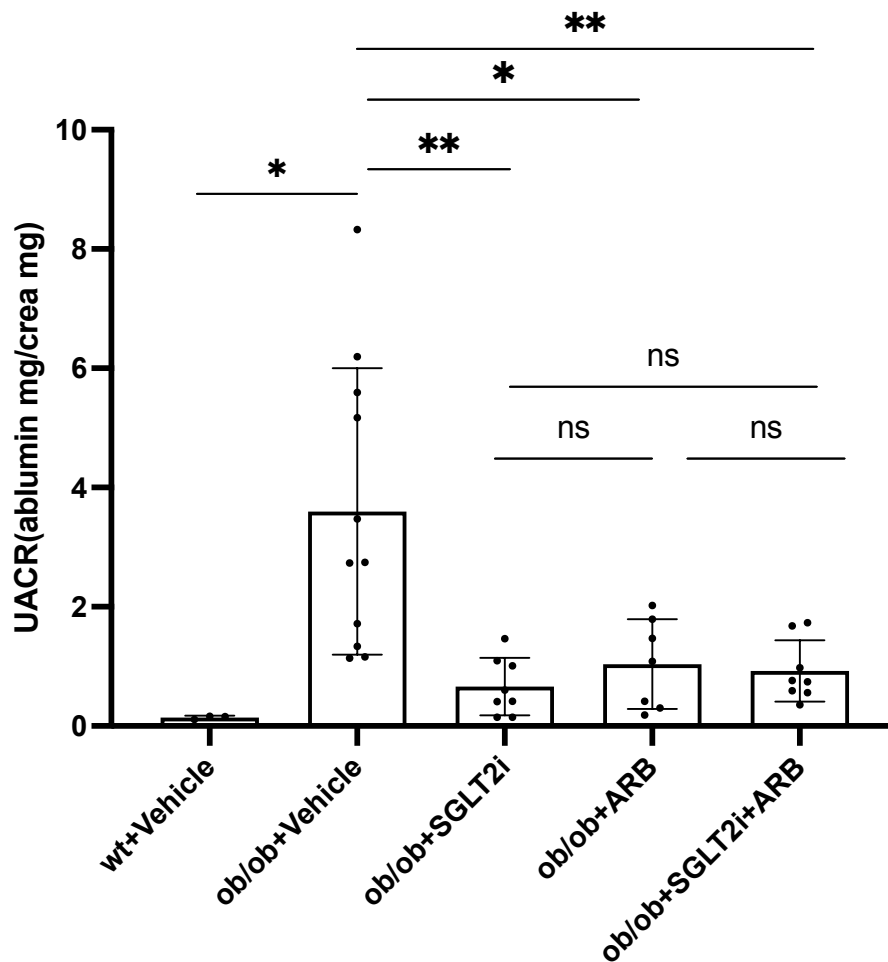 **
*
**
*
10
8
6
4
2
0
ns
ns
ns
UACR(ablumin mg/crea mg)
wt+Vehicle
ob/ob+Vehicle
ob/ob+SGLT2i
ob/ob+ARB
ob/ob+SGLT2i+ARB